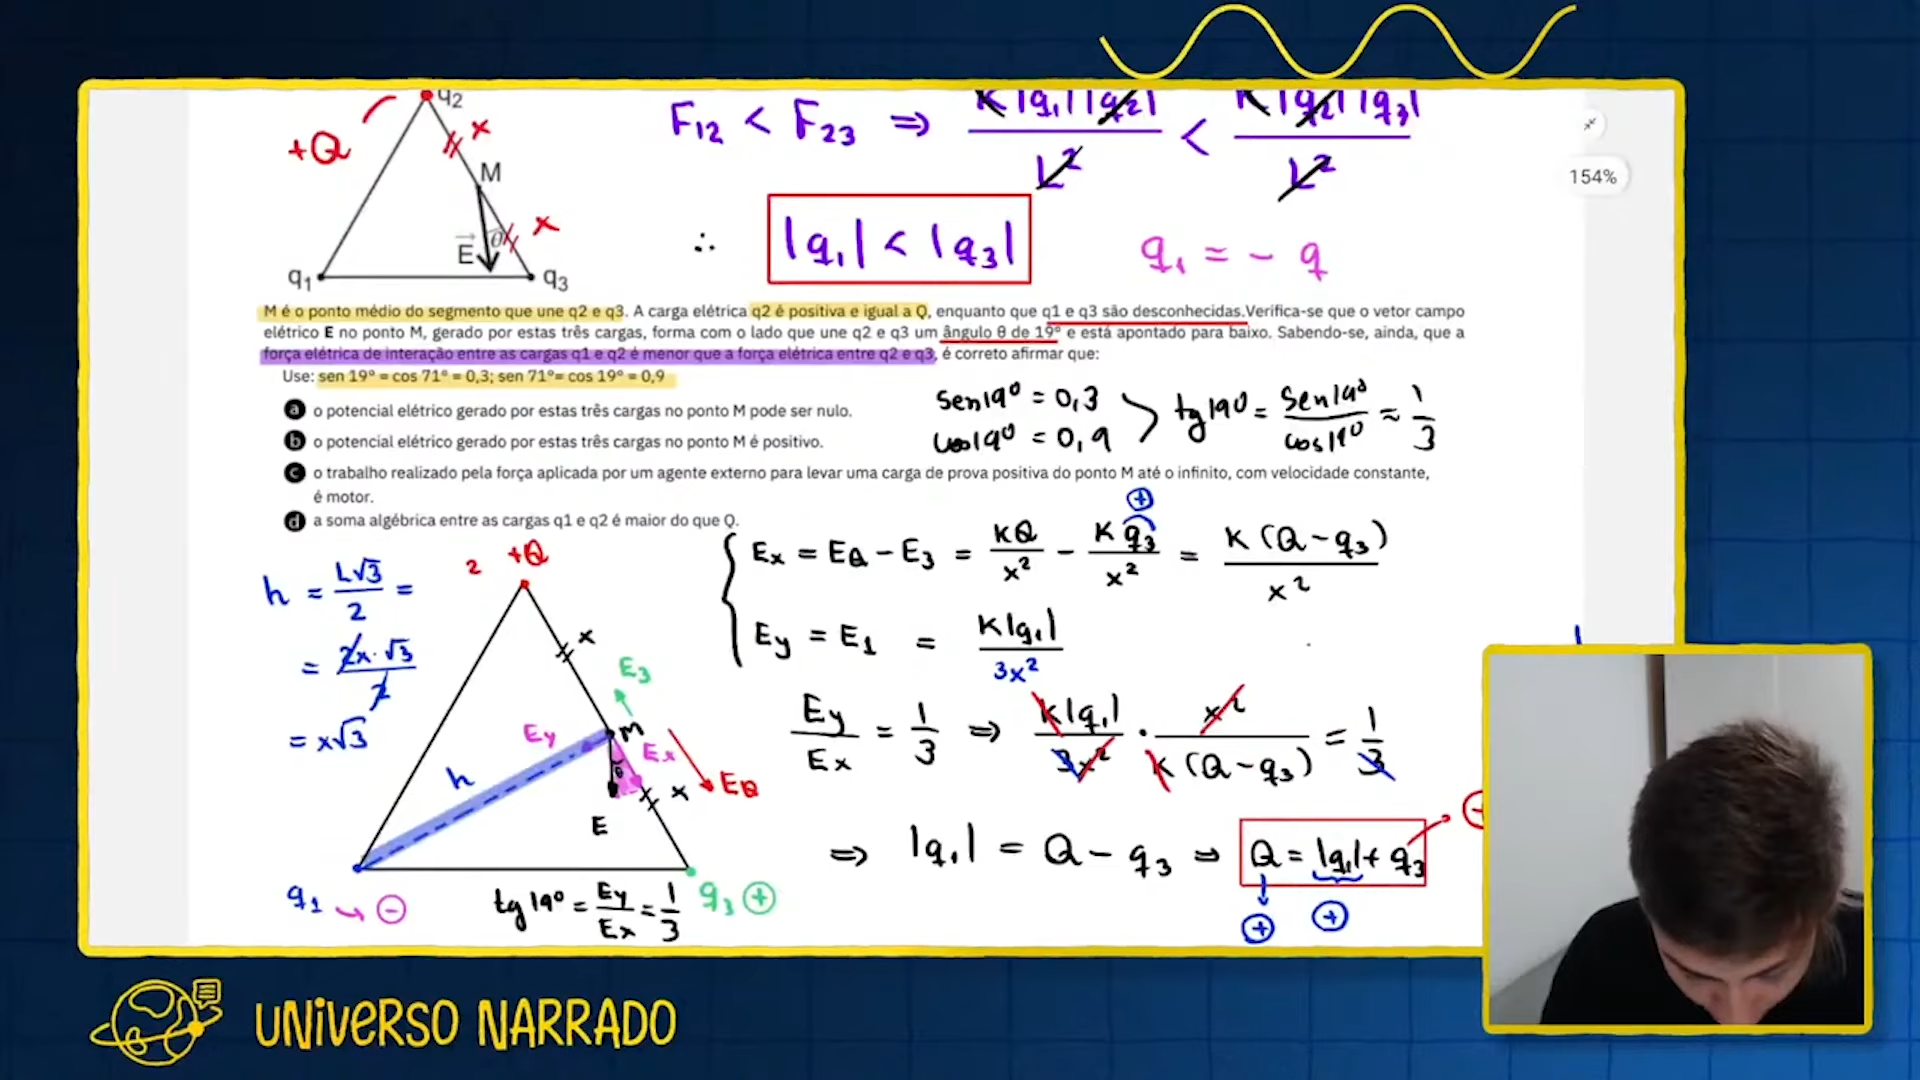 q2
+Q
x
M
x
E θ
q1
q3
F12 < F23 ⇒ K|q1||q2| / L² < K|q2||q3| / L²
∴ |q1| < |q3|
q1 = - q
154%
M é o ponto médio do segmento que une q2 e q3. A carga elétrica q2 é positiva e igual a Q, enquanto que q1 e q3 são desconhecidas.Verifica-se que o vetor campo
elétrico E no ponto M, gerado por estas três cargas, forma com o lado que une q2 e q3 um ângulo θ de 19° e está apontado para baixo. Sabendo-se, ainda, que a
força elétrica de interação entre as cargas q1 e q2 é menor que a força elétrica entre q2 e q3, é correto afirmar que:
Use: sen 19° = cos 71° = 0,3; sen 71°= cos 19° = 0,9
a o potencial elétrico gerado por estas três cargas no ponto M pode ser nulo.
b o potencial elétrico gerado por estas três cargas no ponto M é positivo.
c o trabalho realizado pela força aplicada por um agente externo para levar uma carga de prova positiva do ponto M até o infinito, com velocidade constante,
é motor.
d a soma algébrica entre as cargas q1 e q2 é maior do que Q.
sen19° = 0,3
cos19° = 0,9
tg19° = sen19° / cos19° ≈ 1/3
h = L√3 / 2 =
= 2x·√3 / 2
= x√3
2 +Q
x
E3
Ey M Ex
h θ
x EQ
E
q1 → ⊖
q3 ⊕
tg19° = Ey / Ex = 1/3
⊕
Ex = EQ - E3 = KQ / x² - K q3 / x² = K (Q - q3) / x²
Ey = E1 = K|q1| / 3x²
Ey / Ex = 1/3 ⇒ K|q1| / 3x² · x² / K (Q - q3) = 1/3
⇒ |q1| = Q - q3 ⇒ Q = |q1| + q3
⊕ ⊕
UNIVERSO NARRADO